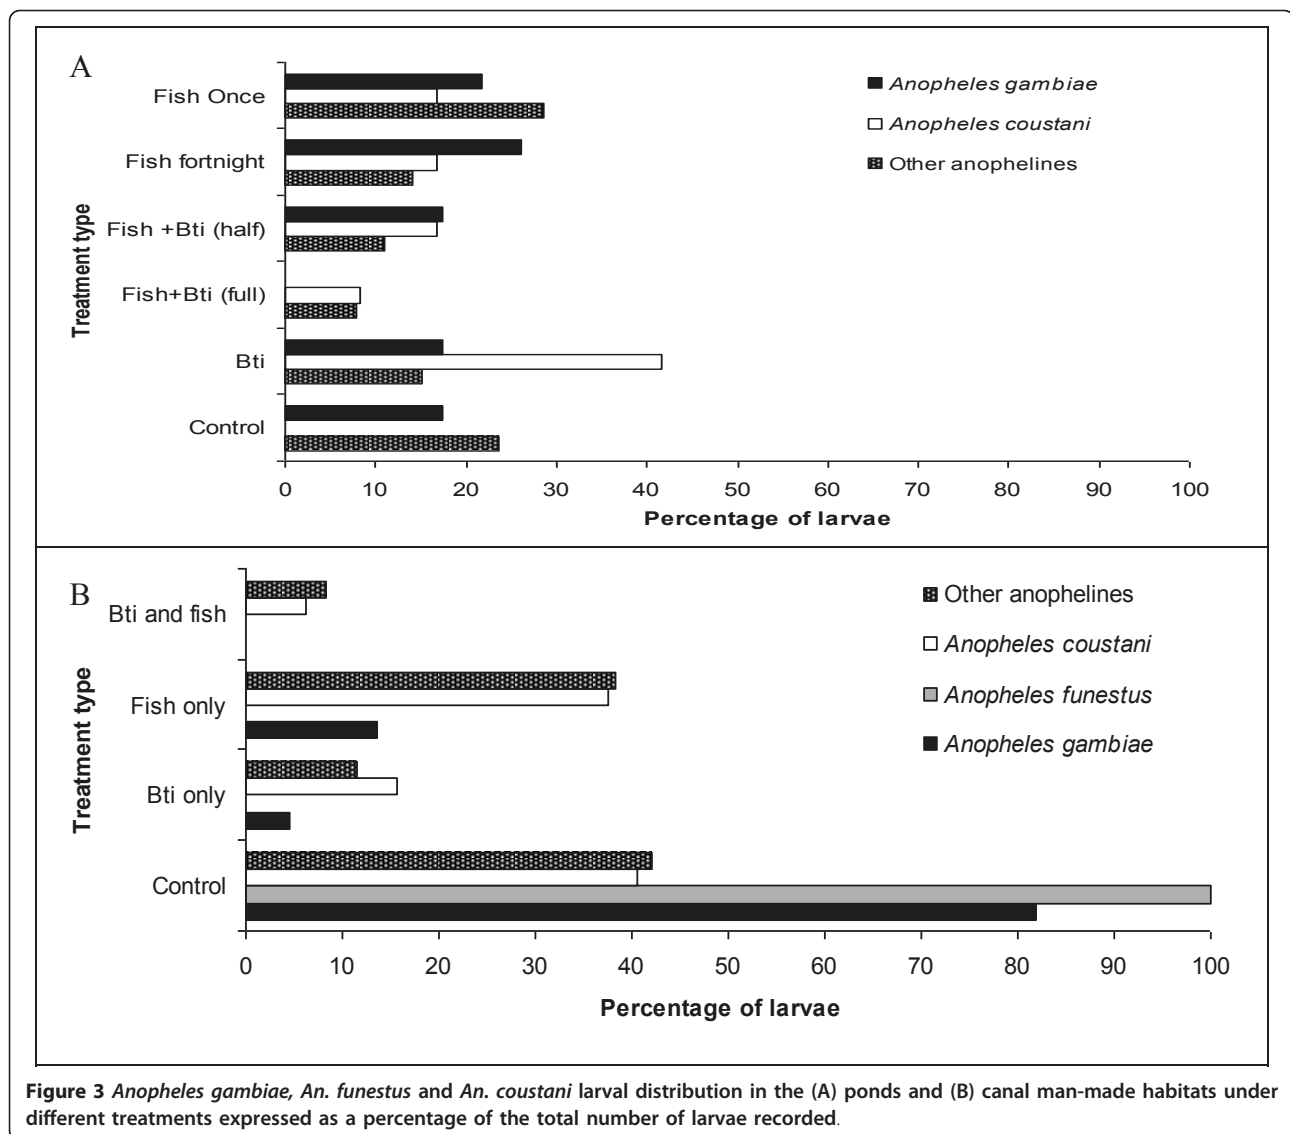 A
Treatment type
Fish Once
Fish fortnight
Fish +Bti (half)
Fish+Bti (full)
Bti
Control
Anopheles gambiae
Anopheles coustani
Other anophelines
0 10 20 30 40 50 60 70 80 90 100
Percentage of larvae
B
Treatment type
Bti and fish
Fish only
Bti only
Control
Other anophelines
Anopheles coustani
Anopheles funestus
Anopheles gambiae
0 10 20 30 40 50 60 70 80 90 100
Percentage of larvae
Figure 3 Anopheles gambiae, An. funestus and An. coustani larval distribution in the (A) ponds and (B) canal man-made habitats under
different treatments expressed as a percentage of the total number of larvae recorded.